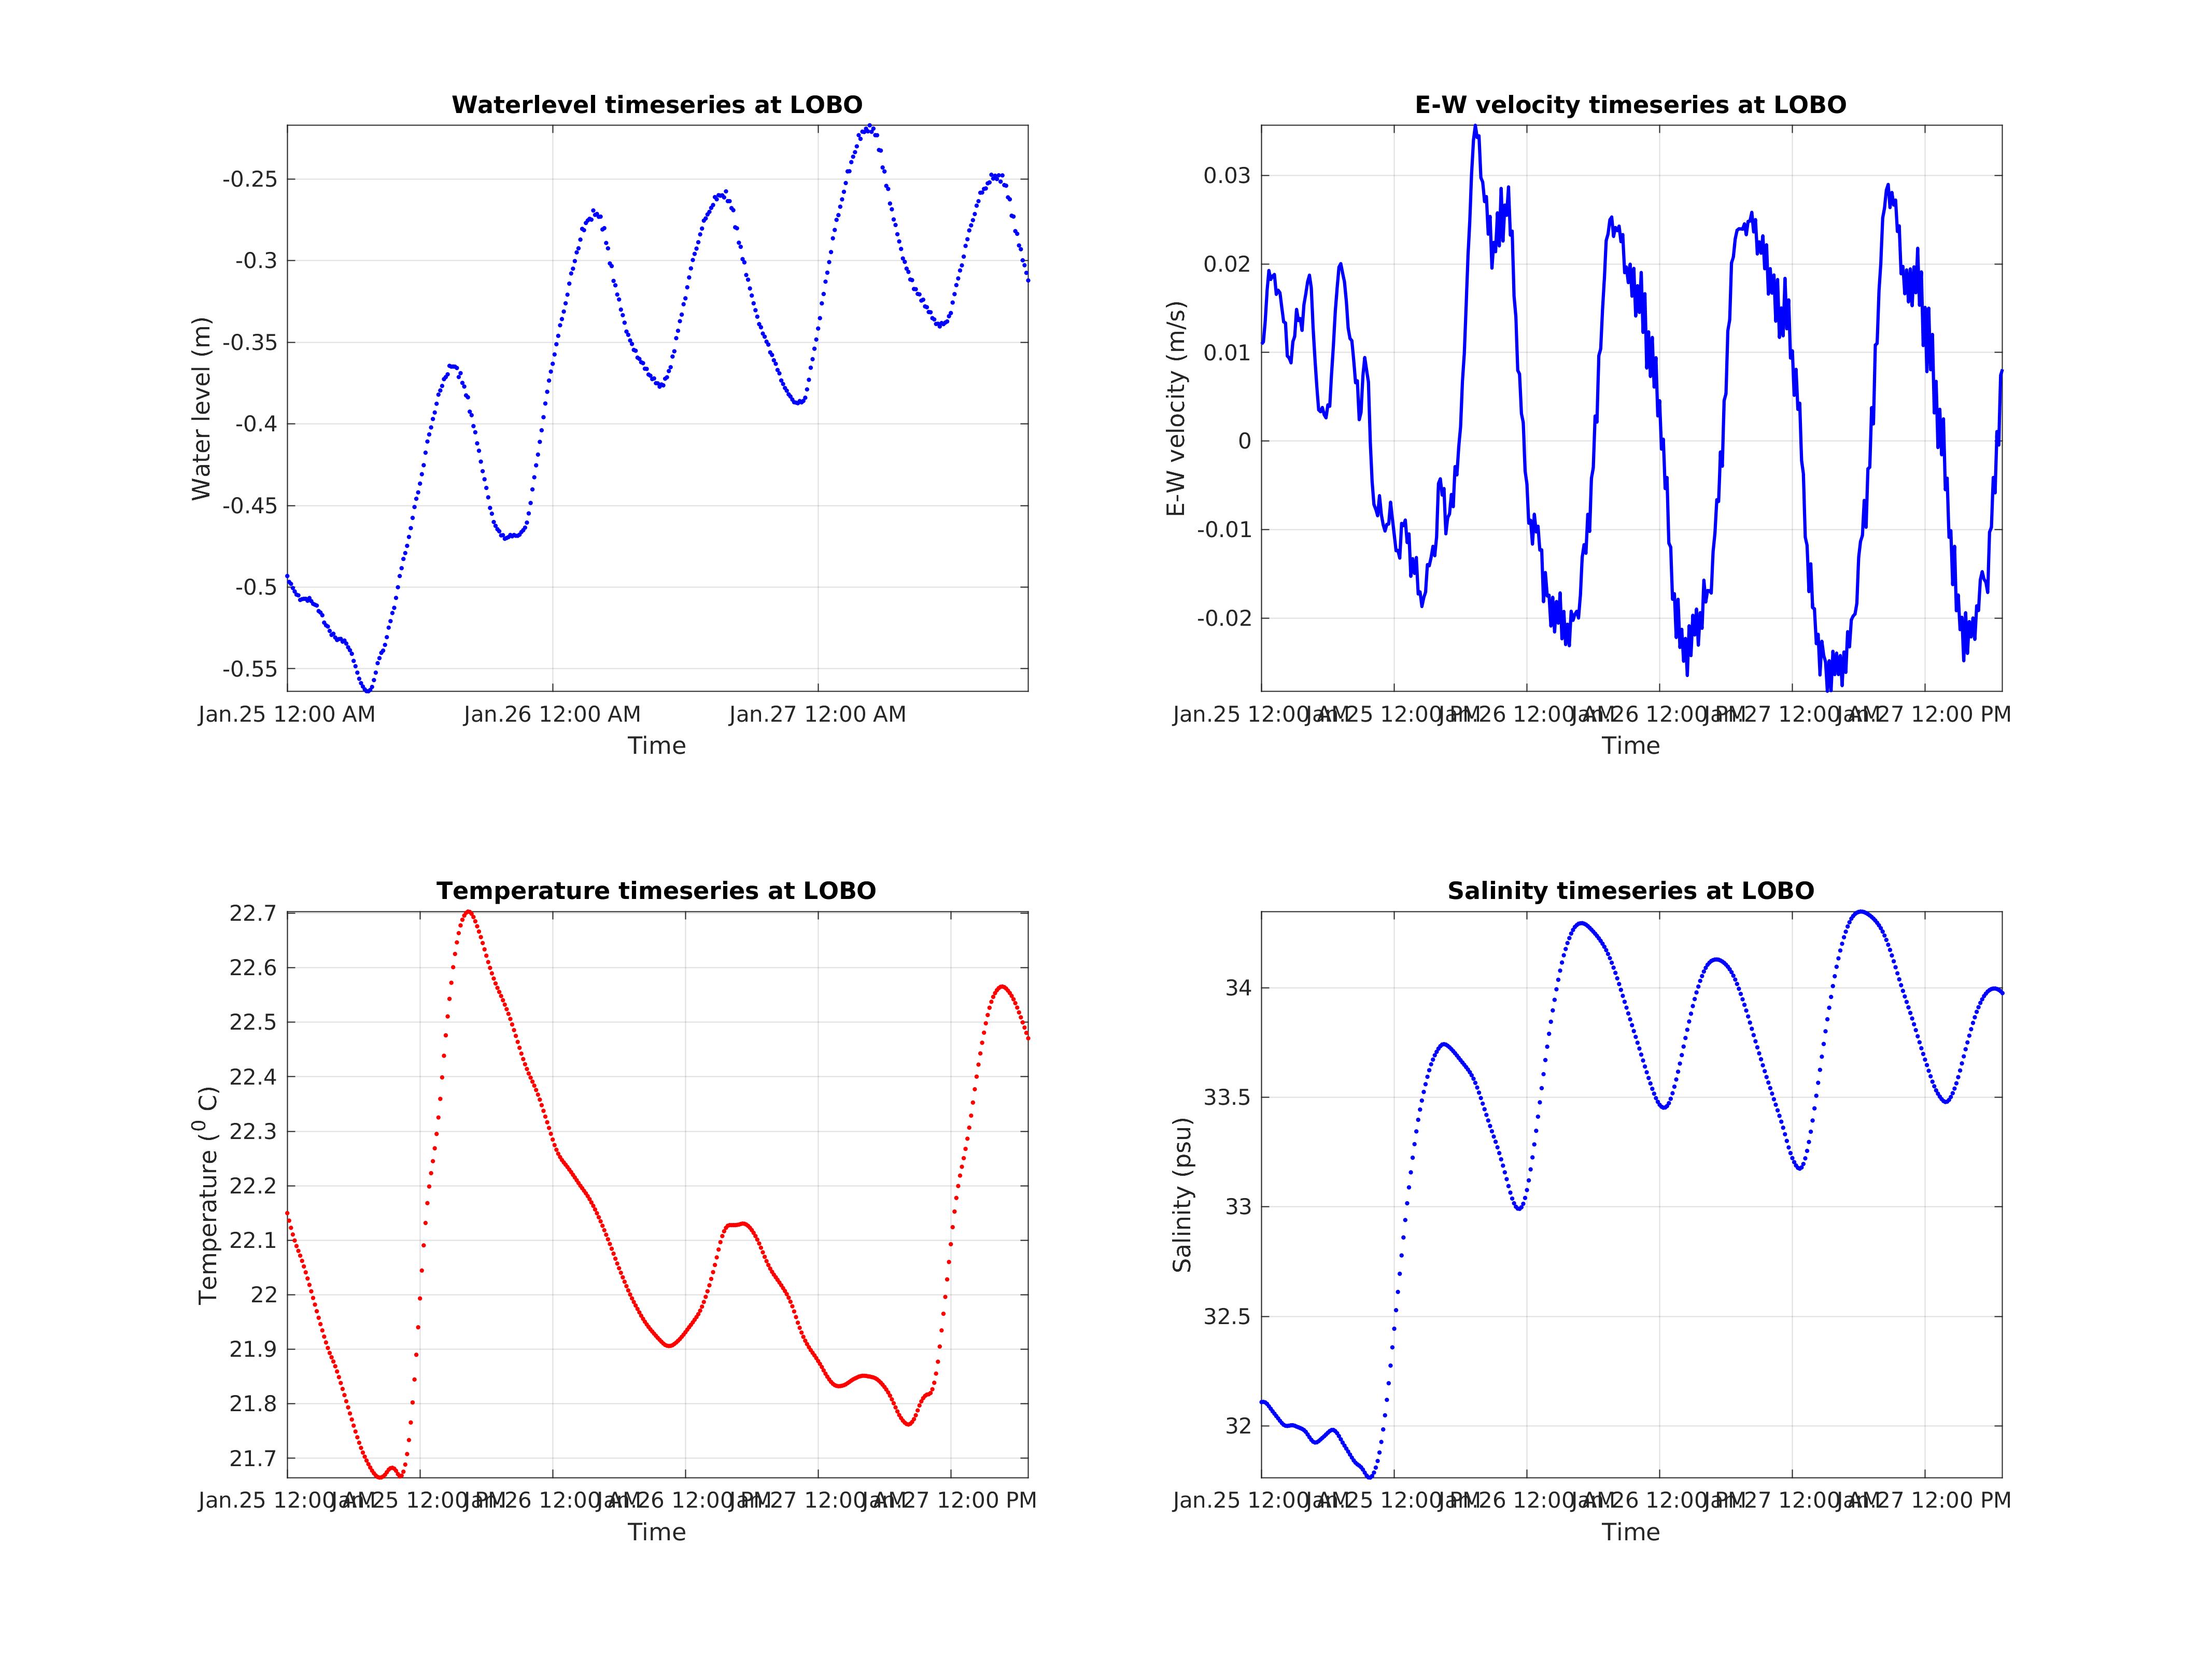 Waterlevel timeseries at LOBO
Water level (m)
-0.25
-0.3
-0.35
-0.4
-0.45
-0.5
-0.55
Jan.25 12:00 AM
Jan.26 12:00 AM
Jan.27 12:00 AM
Time
E-W velocity timeseries at LOBO
E-W velocity (m/s)
0.03
0.02
0.01
0
-0.01
-0.02
Jan.25 12:00 AM
Jan.25 12:00 PM
Jan.26 12:00 AM
Jan.26 12:00 PM
Jan.27 12:00 AM
Jan.27 12:00 PM
Time
Temperature timeseries at LOBO
Temperature (⁰ C)
22.7
22.6
22.5
22.4
22.3
22.2
22.1
22
21.9
21.8
21.7
Jan.25 12:00 AM
Jan.25 12:00 PM
Jan.26 12:00 AM
Jan.26 12:00 PM
Jan.27 12:00 AM
Jan.27 12:00 PM
Time
Salinity timeseries at LOBO
Salinity (psu)
34
33.5
33
32.5
32
Jan.25 12:00 AM
Jan.25 12:00 PM
Jan.26 12:00 AM
Jan.26 12:00 PM
Jan.27 12:00 AM
Jan.27 12:00 PM
Time